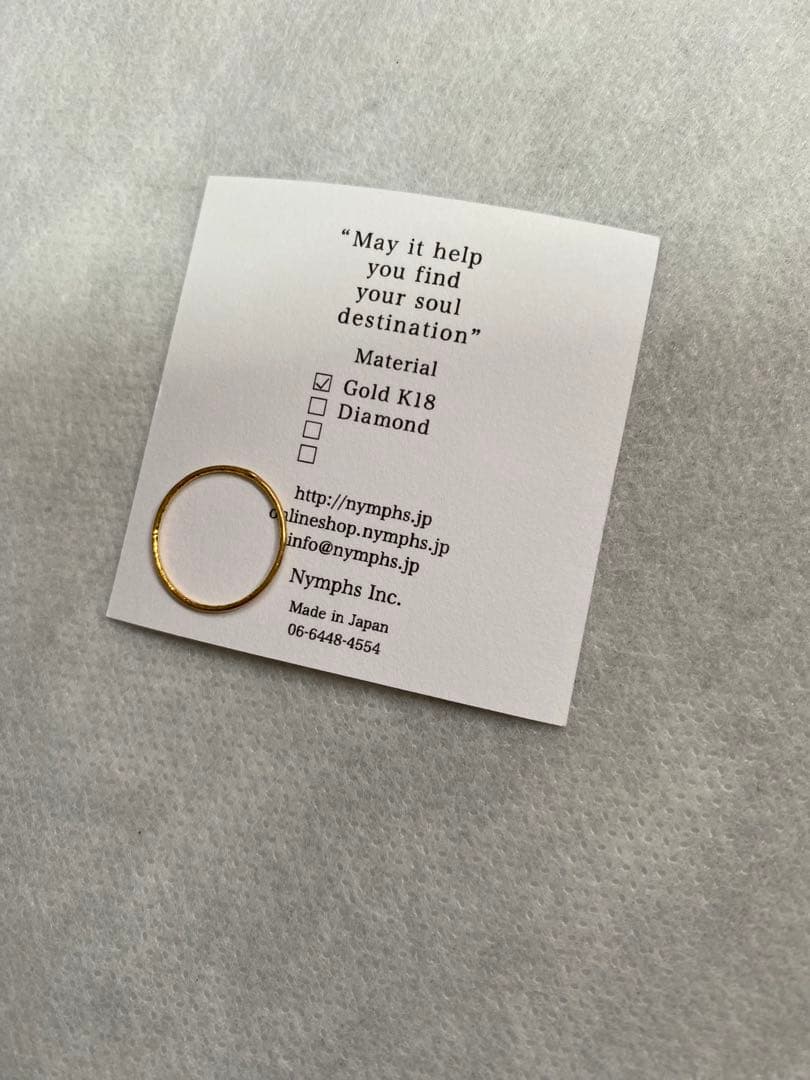 “May it help
you find
your soul
destination”
Material
☑ Gold K18
☐ Diamond
☐
☐
http://nymphs.jp
onlineshop.nymphs.jp
info@nymphs.jp
Nymphs Inc.
Made in Japan
06-6448-4554